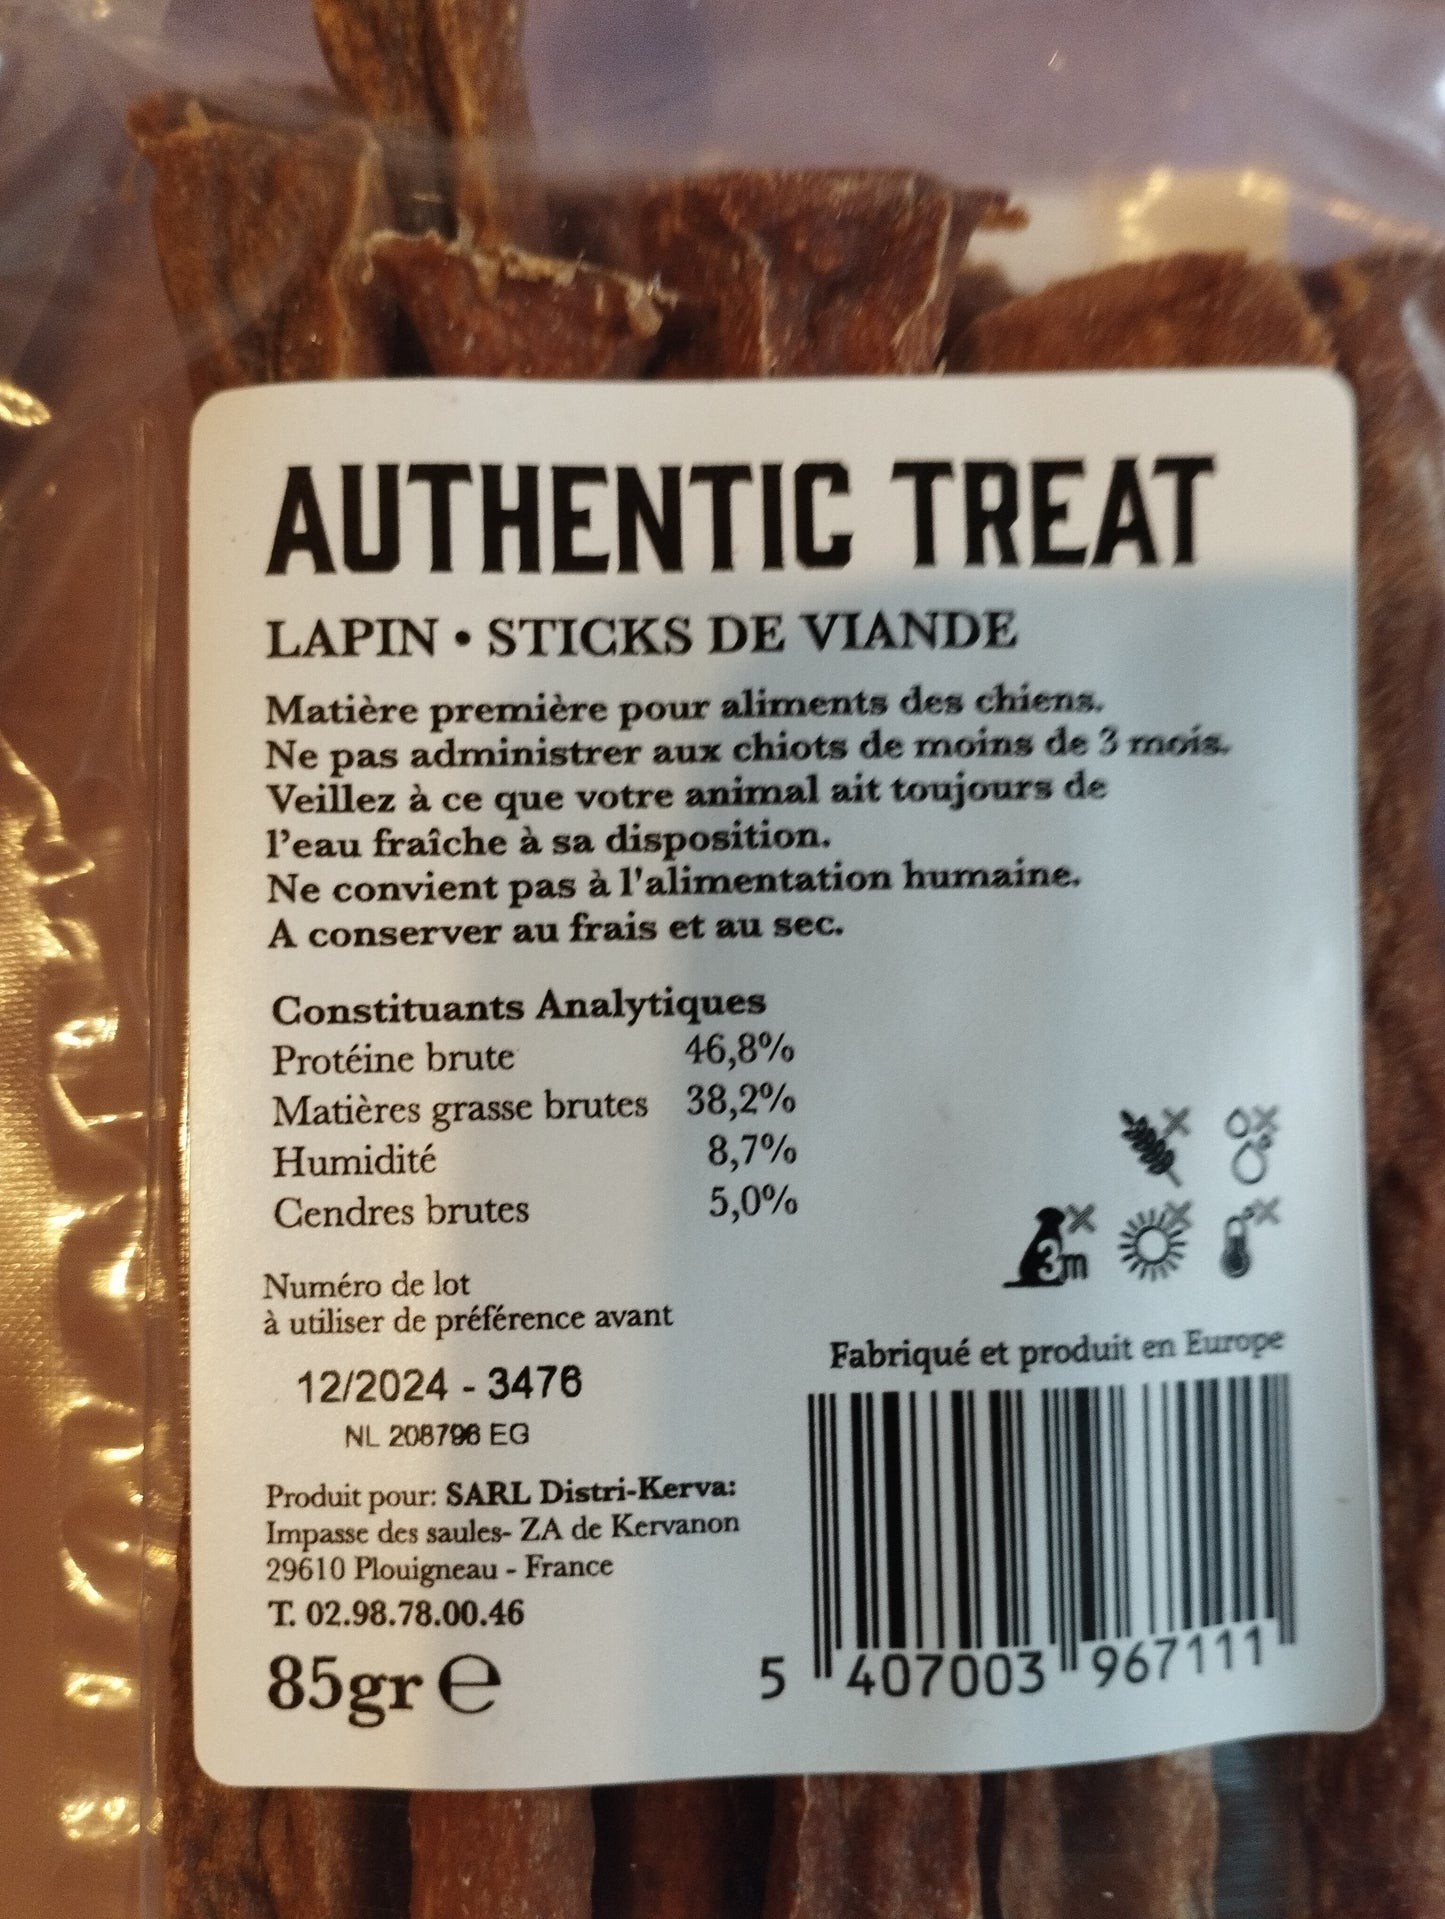 AUTHENTIC TREAT
LAPIN • STICKS DE VIANDE
Matière première pour aliments des chiens.
Ne pas administrer aux chiots de moins de 3 mois.
Veillez à ce que votre animal ait toujours de
l'eau fraîche à sa disposition.
Ne convient pas à l'alimentation humaine.
A conserver au frais et au sec.
Constituants Analytiques
Protéine brute 46,8%
Matières grasse brutes 38,2%
Humidité 8,7%
Cendres brutes 5,0%
3m
Numéro de lot
à utiliser de préférence avant
12/2024 - 3476
NL 208796 EG
Fabriqué et produit en Europe
Produit pour: SARL Distri-Kerva:
Impasse des saules- ZA de Kervanon
29610 Plouigneau - France
T. 02.98.78.00.46
85gr e
5 407003 967111